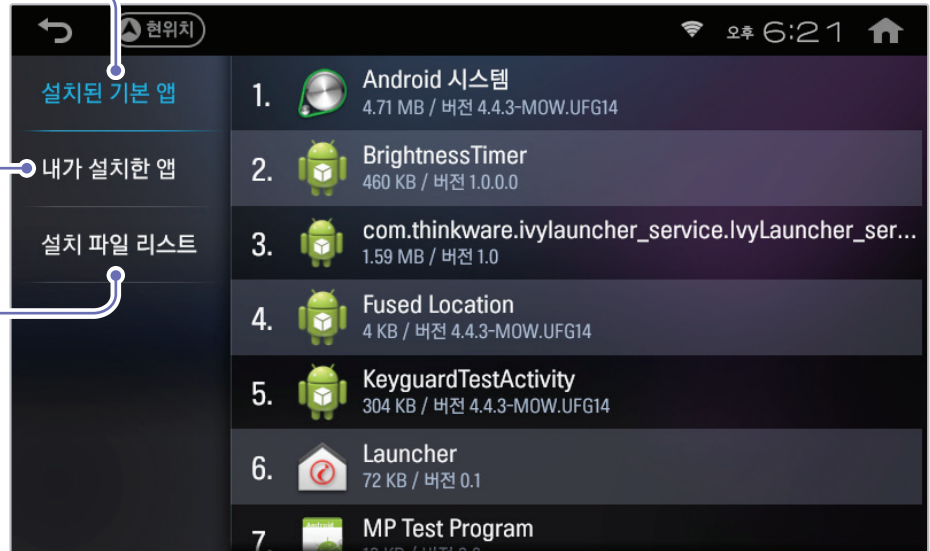 현위치
오후 6:21
설치된 기본 앱
내가 설치한 앱
설치 파일 리스트
1. Android 시스템
4.71 MB / 버전 4.4.3-MOW.UFG14
2. BrightnessTimer
460 KB / 버전 1.0.0.0
3. com.thinkware.ivylauncher_service.IvyLauncher_ser...
1.59 MB / 버전 1.0
4. Fused Location
4 KB / 버전 4.4.3-MOW.UFG14
5. KeyguardTestActivity
304 KB / 버전 4.4.3-MOW.UFG14
6. Launcher
72 KB / 버전 0.1
7. MP Test Program